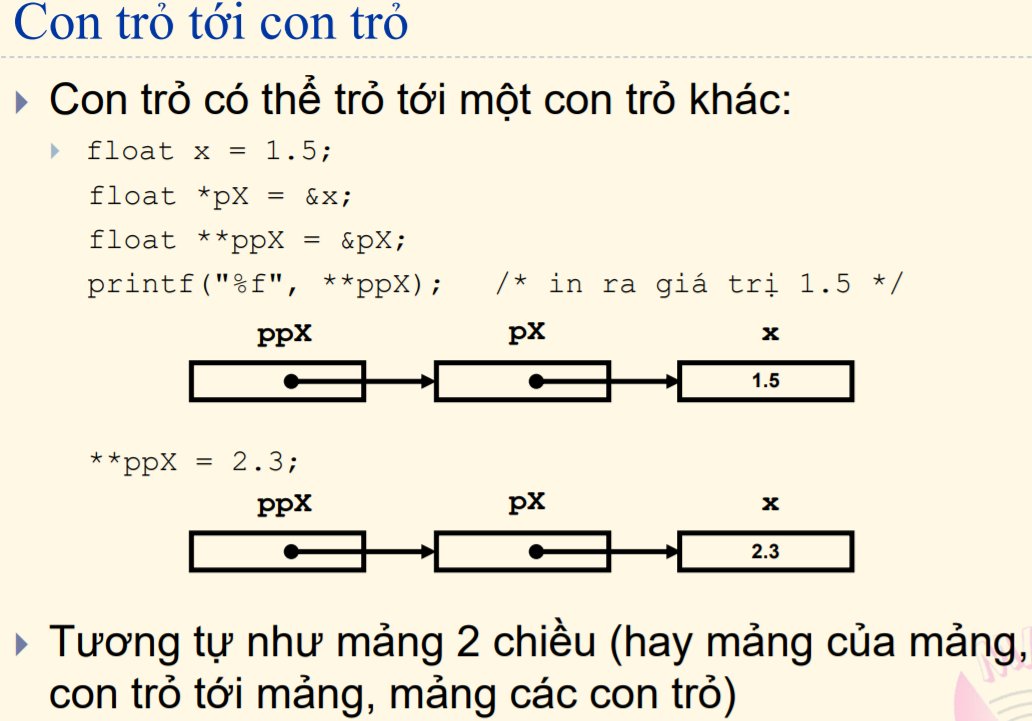 Con trỏ tới con trỏ
Con trỏ có thể trỏ tới một con trỏ khác:
float x = 1.5;
float *pX = &x;
float **ppX = &pX;
printf("%f", **ppX); /* in ra giá trị 1.5 */
ppX pX x
1.5
**ppX = 2.3;
ppX pX x
2.3
Tương tự như mảng 2 chiều (hay mảng của mảng,
con trỏ tới mảng, mảng các con trỏ)